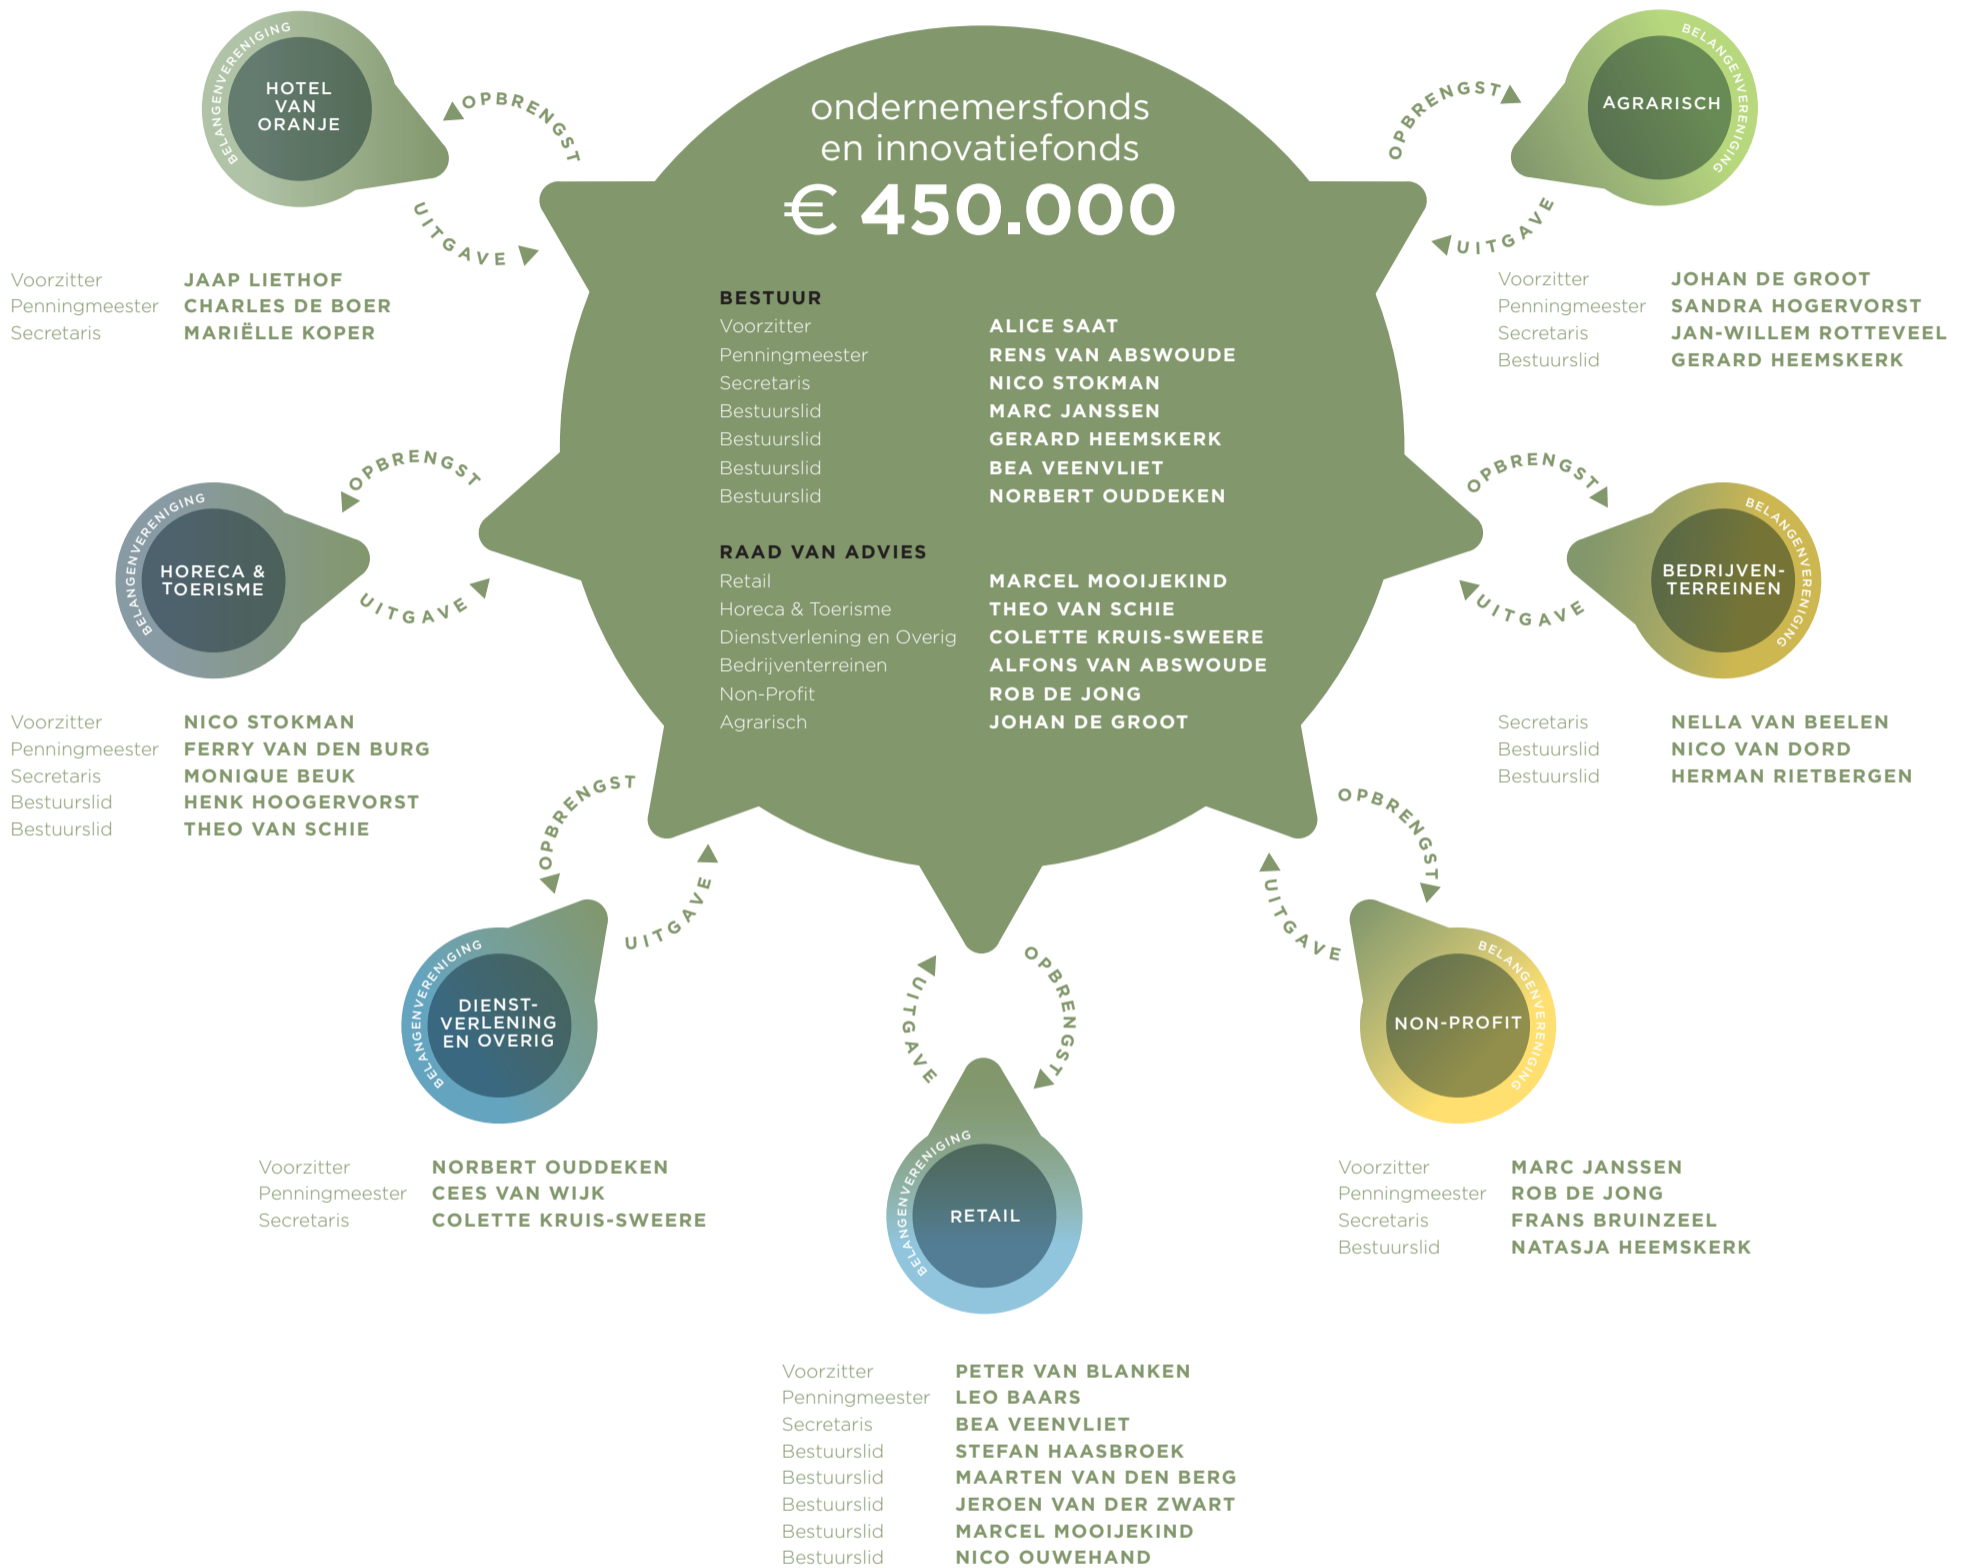 BELANGENVERENIGING
HOTEL
VAN
ORANJE
OPBRENGST
UITGAVE
Voorzitter JAAP LIETHOF
Penningmeester CHARLES DE BOER
Secretaris MARIËLLE KOPER
ondernemersfonds
en innovatiefonds
€ 450.000
BESTUUR
Voorzitter ALICE SAAT
Penningmeester RENS VAN ABSWOUDE
Secretaris NICO STOKMAN
Bestuurslid MARC JANSSEN
Bestuurslid GERARD HEEMSKERK
Bestuurslid BEA VEENVLIET
Bestuurslid NORBERT OUDDEKEN
RAAD VAN ADVIES
Retail MARCEL MOOIJEKIND
Horeca & Toerisme THEO VAN SCHIE
Dienstverlening en Overig COLETTE KRUIS-SWEERE
Bedrijventerreinen ALFONS VAN ABSWOUDE
Non-Profit ROB DE JONG
Agrarisch JOHAN DE GROOT
BELANGENVERENIGING
AGRARISCH
OPBRENGST
UITGAVE
Voorzitter JOHAN DE GROOT
Penningmeester SANDRA HOGERVORST
Secretaris JAN-WILLEM ROTTEVEEL
Bestuurslid GERARD HEEMSKERK
BELANGENVERENIGING
HORECA &
TOERISME
OPBRENGST
UITGAVE
Voorzitter NICO STOKMAN
Penningmeester FERRY VAN DEN BURG
Secretaris MONIQUE BEUK
Bestuurslid HENK HOOGERVORST
Bestuurslid THEO VAN SCHIE
BELANGENVERENIGING
BEDRIJVEN-
TERREINEN
OPBRENGST
UITGAVE
Secretaris NELLA VAN BEELEN
Bestuurslid NICO VAN DORD
Bestuurslid HERMAN RIETBERGEN
BELANGENVERENIGING
DIENST-
VERLENING
EN OVERIG
OPBRENGST
UITGAVE
Voorzitter NORBERT OUDDEKEN
Penningmeester CEES VAN WIJK
Secretaris COLETTE KRUIS-SWEERE
BELANGENVERENIGING
NON-PROFIT
OPBRENGST
UITGAVE
Voorzitter MARC JANSSEN
Penningmeester ROB DE JONG
Secretaris FRANS BRUINZEEL
Bestuurslid NATASJA HEEMSKERK
BELANGENVERENIGING
RETAIL
UITGAVE
OPBRENGST
Voorzitter PETER VAN BLANKEN
Penningmeester LEO BAARS
Secretaris BEA VEENVLIET
Bestuurslid STEFAN HAASBROEK
Bestuurslid MAARTEN VAN DEN BERG
Bestuurslid JEROEN VAN DER ZWART
Bestuurslid MARCEL MOOIJEKIND
Bestuurslid NICO OUWEHAND